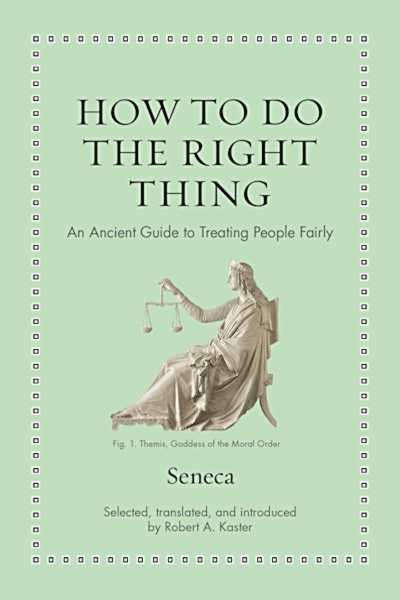 HOW TO DO
THE RIGHT
THING
An Ancient Guide to Treating People Fairly
Fig. 1. Themis, Goddess of the Moral Order
Seneca
Selected, translated, and introduced
by Robert A. Kaster